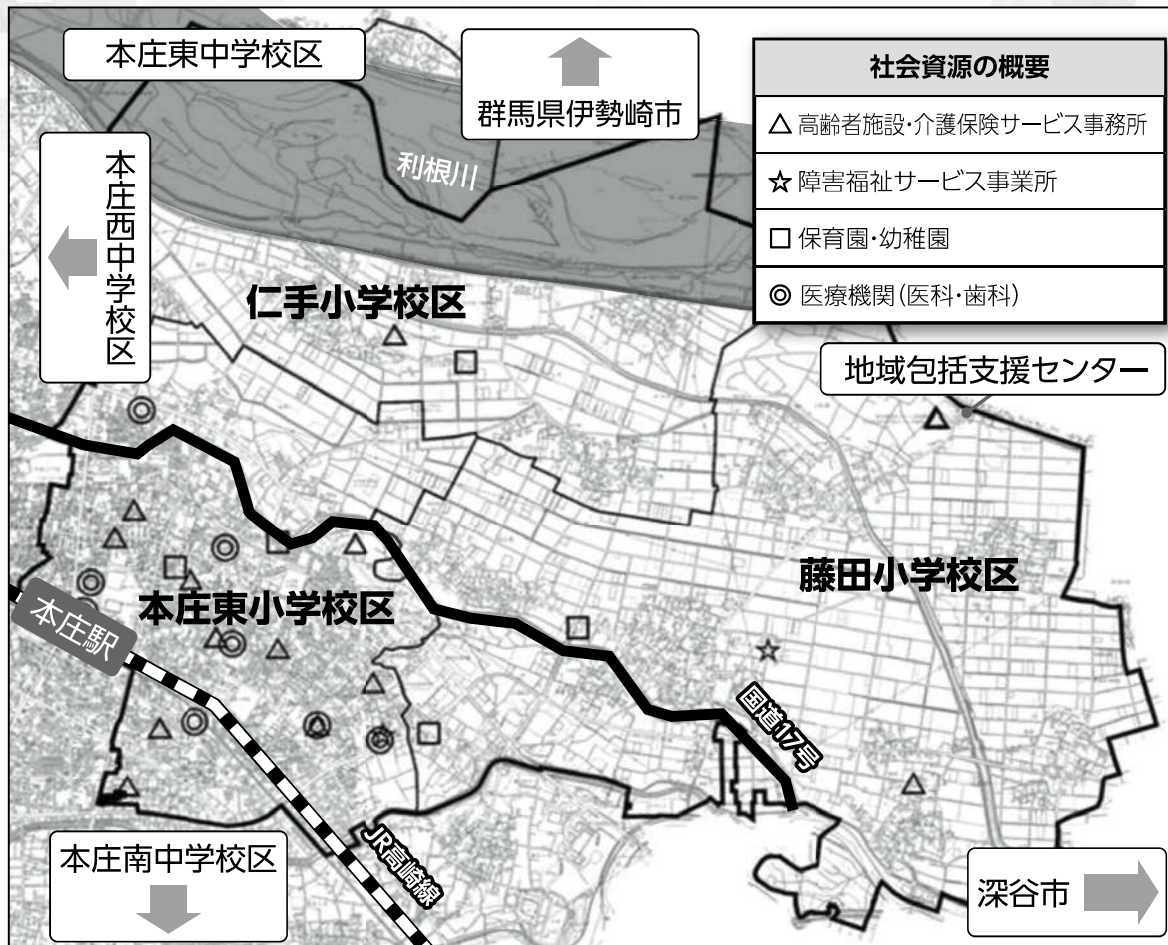 本庄東中学校区
群馬県伊勢崎市
社会資源の概要
△ 高齢者施設・介護保険サービス事務所
☆ 障害福祉サービス事業所
□ 保育園・幼稚園
◎ 医療機関(医科・歯科)
利根川
本庄西中学校区
仁手小学校区
地域包括支援センター
藤田小学校区
本庄東小学校区
本庄駅
国道17号
JR高崎線
本庄南中学校区
深谷市